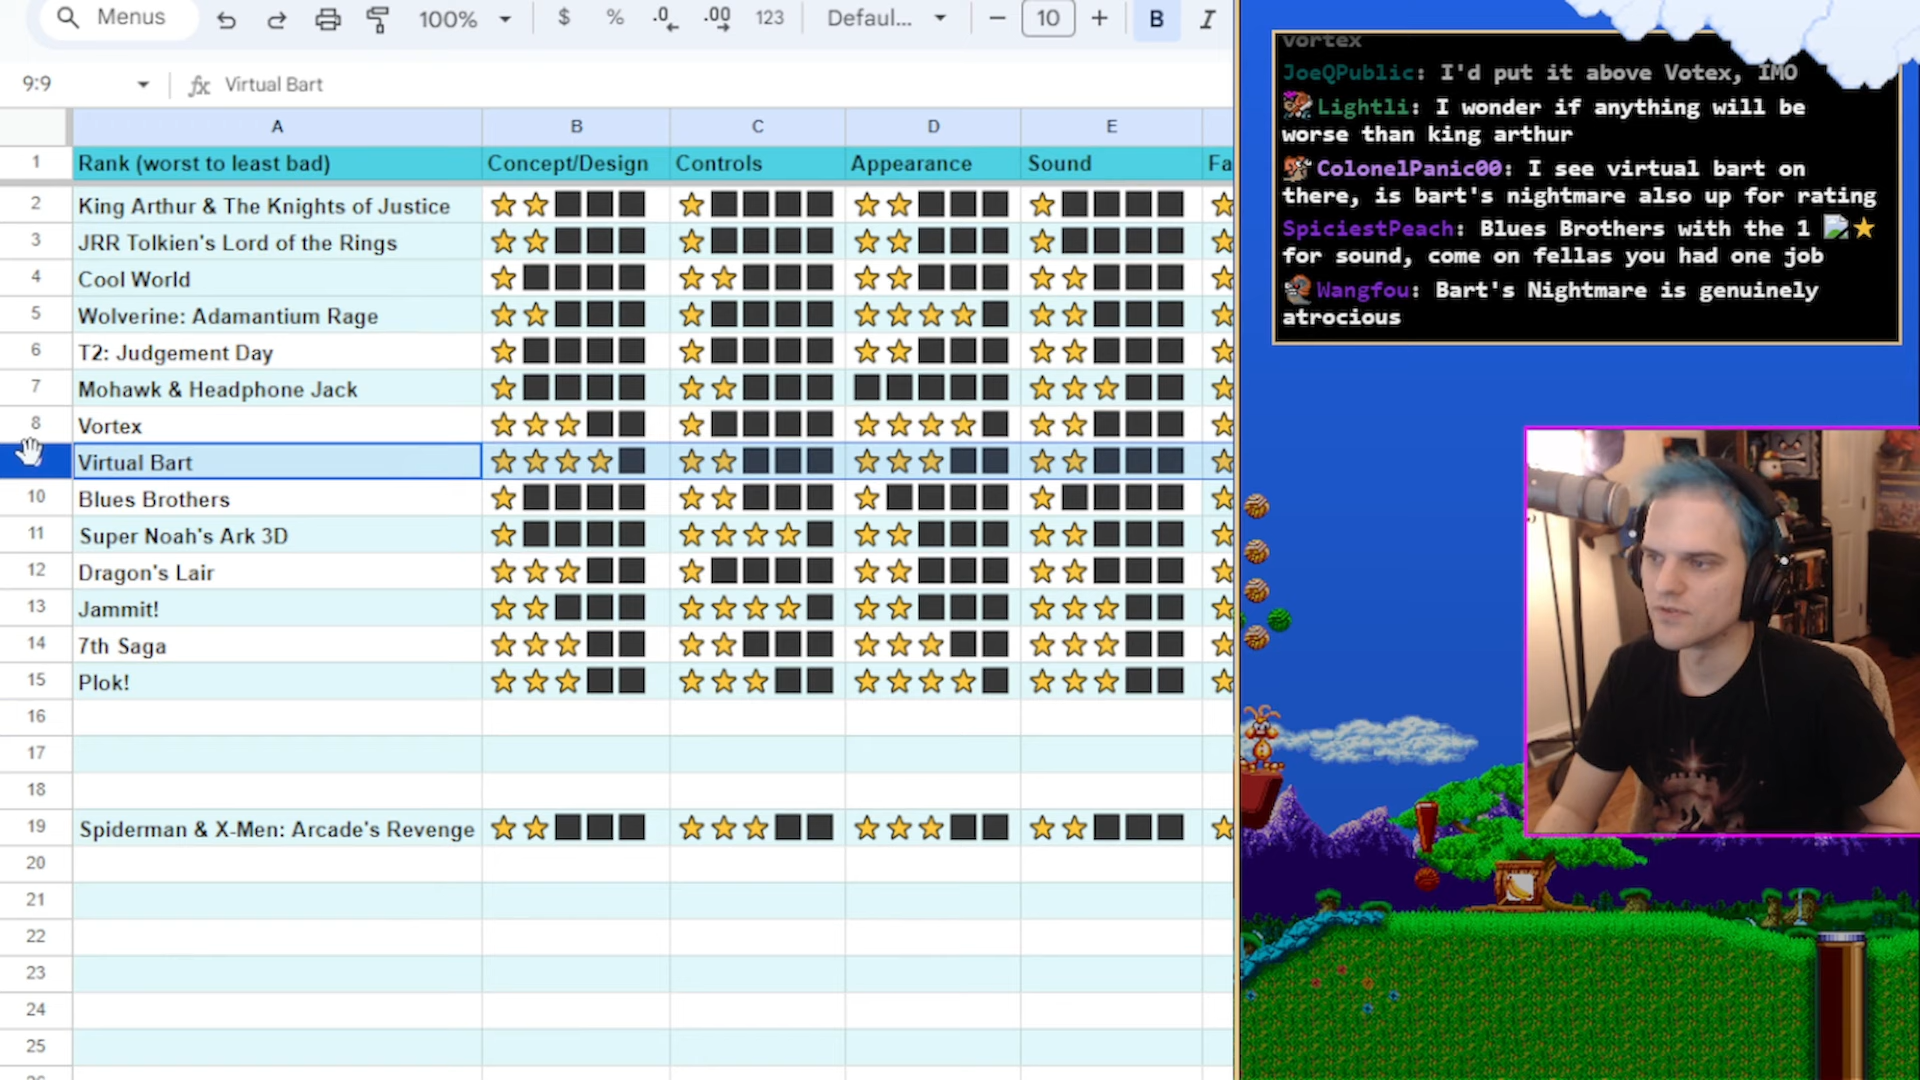 Menus
100%
$ % .0 .00 123
Defaul...
10
B I
9:9
fx Virtual Bart
A B C D E
1 Rank (worst to least bad) Concept/Design Controls Appearance Sound Fa
2 King Arthur & The Knights of Justice
3 JRR Tolkien's Lord of the Rings
4 Cool World
5 Wolverine: Adamantium Rage
6 T2: Judgement Day
7 Mohawk & Headphone Jack
8 Vortex
Virtual Bart
10 Blues Brothers
11 Super Noah's Ark 3D
12 Dragon's Lair
13 Jammit!
14 7th Saga
15 Plok!
16
17
18
19 Spiderman & X-Men: Arcade's Revenge
20
21
22
23
24
25
vortex
JoeQPublic: I'd put it above Votex, IMO
Lightli: I wonder if anything will be
worse than king arthur
ColonelPanic00: I see virtual bart on
there, is bart's nightmare also up for rating
SpiciestPeach: Blues Brothers with the 1
for sound, come on fellas you had one job
Wangfou: Bart's Nightmare is genuinely
atrocious